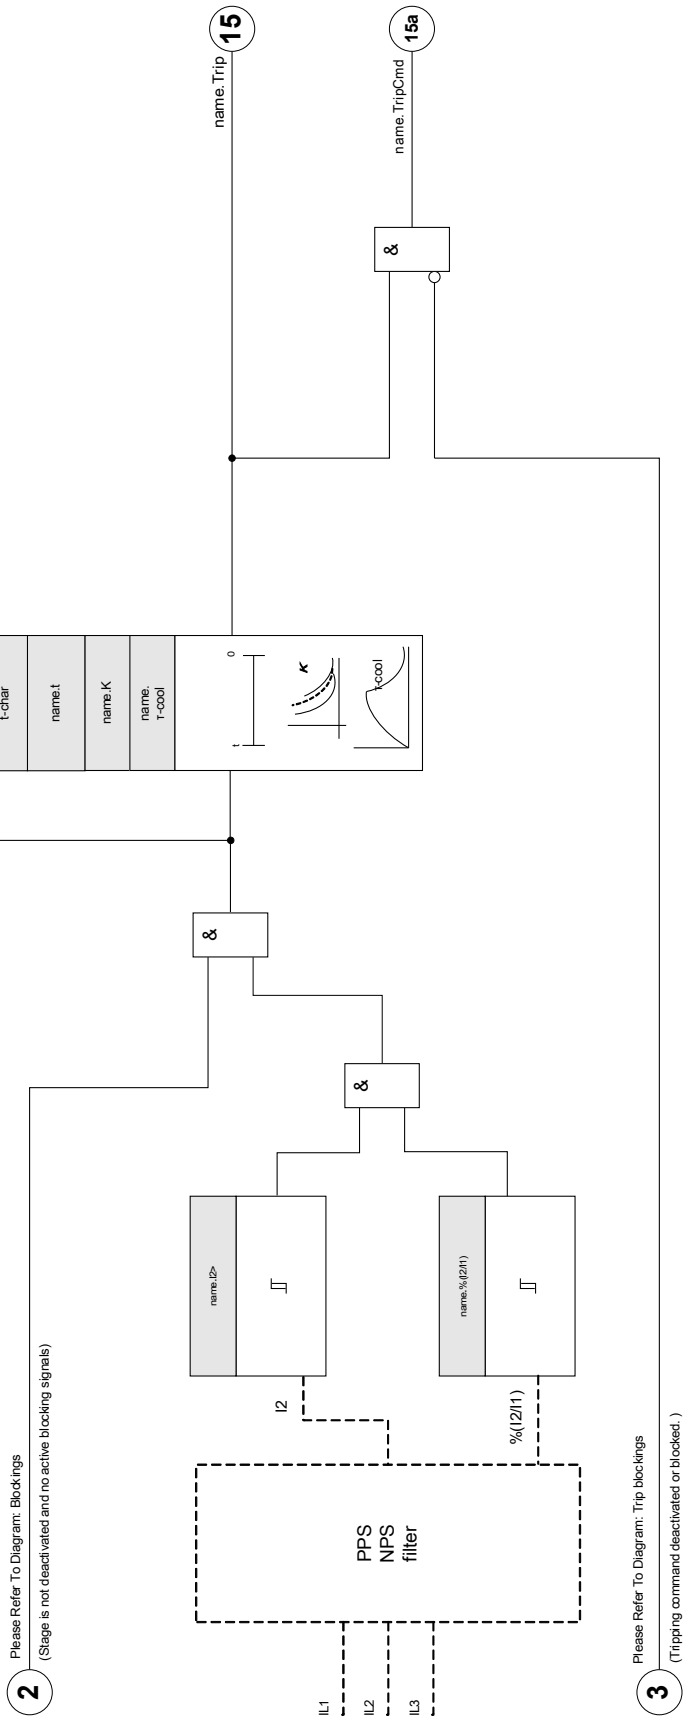 2
Please Refer To Diagram: Blockings
(Stage is not deactivated and no active blocking signals)
IL1
IL2
IL3
PPS
NPS
filter
I2
%(I2/I1)
name.I2>
name.%(I2/I1)
&
&
t-char
name.t
name.K
name.
τ-cool
t
0
K
τ-cool
name.Trip
15
&
name.TripCmd
15a
3
Please Refer To Diagram: Trip blockings
(Tripping command deactivated or blocked. )